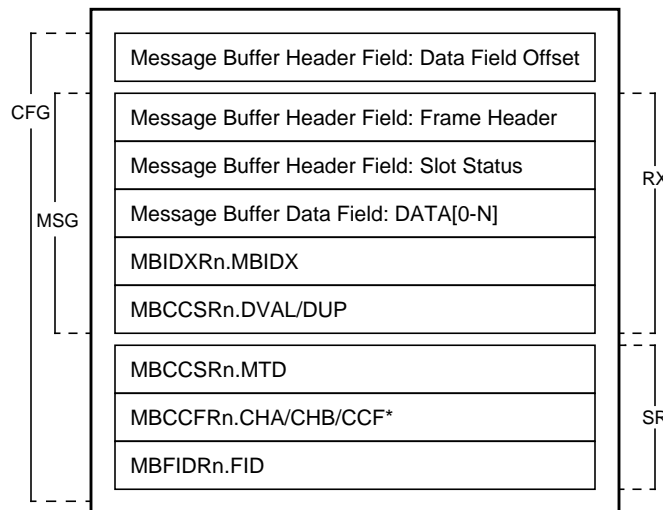 Message Buffer Header Field: Data Field Offset
CFG
Message Buffer Header Field: Frame Header
Message Buffer Header Field: Slot Status
RX
Message Buffer Data Field: DATA[0-N]
MSG
MBIDXRn.MBIDX
MBCCSRn.DVAL/DUP
MBCCSRn.MTD
MBCCFRn.CHA/CHB/CCF*
SR
MBFIDRn.FID